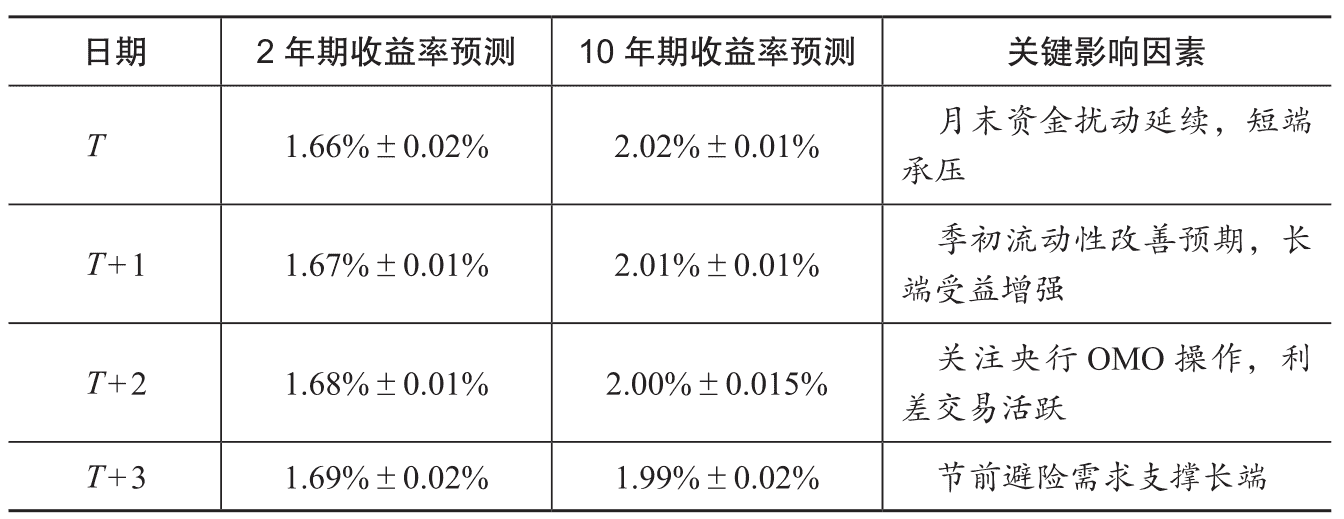 日期 2 年期收益率预测 10 年期收益率预测 关键影响因素
T 1.66%±0.02% 2.02%±0.01% 月末资金扰动延续，短端
承压
T+1 1.67%±0.01% 2.01%±0.01% 季初流动性改善预期，长
端受益增强
T+2 1.68%±0.01% 2.00%±0.015% 关注央行 OMO 操作，利
差交易活跃
T+3 1.69%±0.02% 1.99%±0.02% 节前避险需求支撑长端